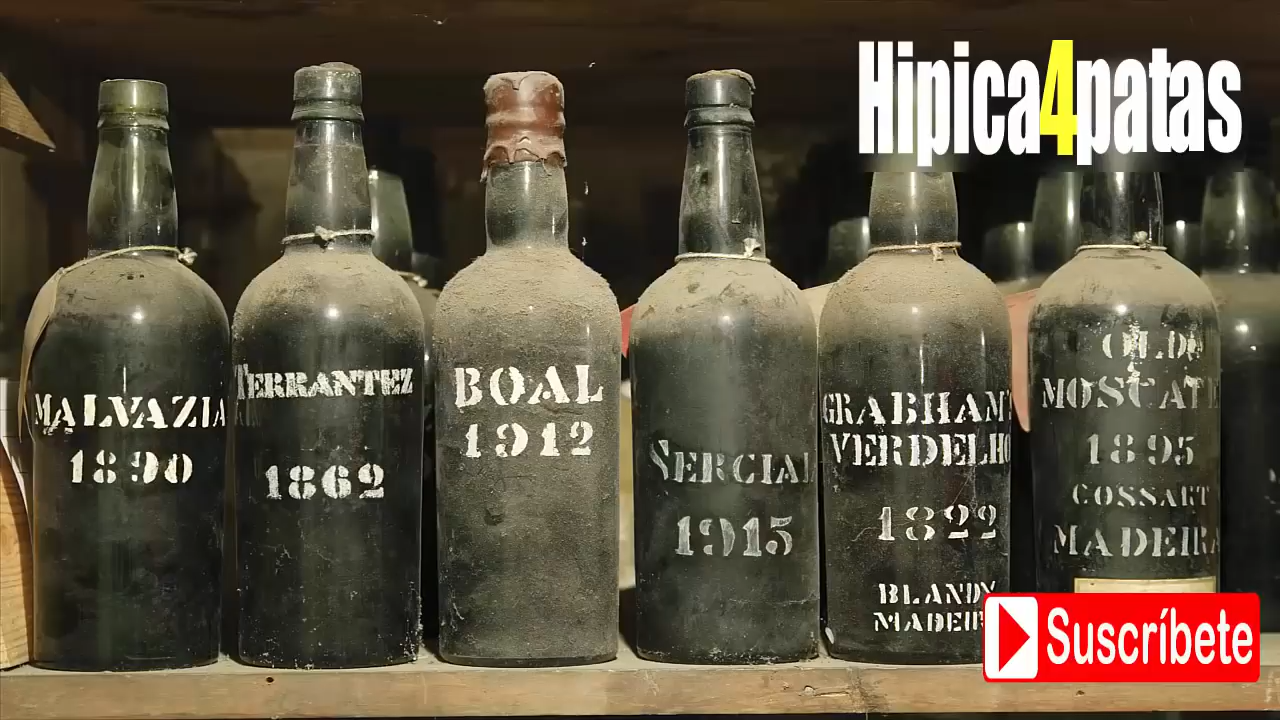 Hipica4patas
MALVAZIA
1890
TERRANTEZ
1862
BOAL
1912
SERCIAL
1915
GRABHAM'
VERDELHO
1822
BLANDY
MADEIR
OLD
MOSCATE
1895
COSSART
MADEIRA
Suscríbete